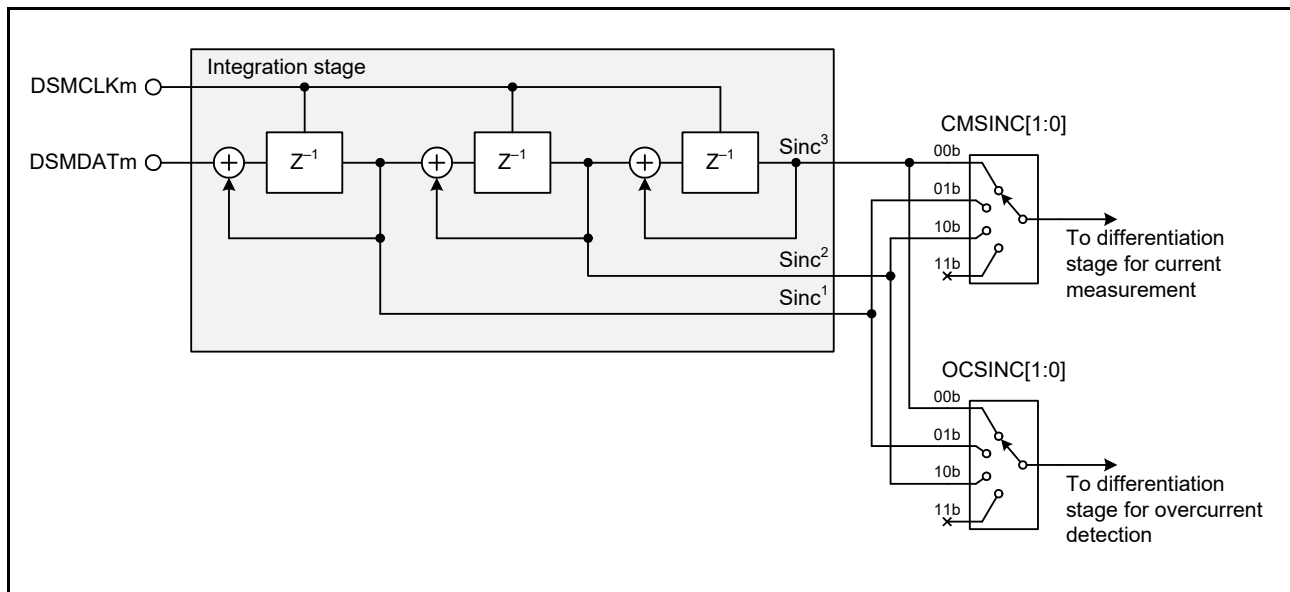 Integration stage
DSMCLKm
DSMDATm
+
Z⁻¹
+
Z⁻¹
+
Z⁻¹
Sinc³
Sinc²
Sinc¹
CMSINC[1:0]
00b
01b
10b
11b
To differentiation
stage for current
measurement
OCSINC[1:0]
00b
01b
10b
11b
To differentiation
stage for overcurrent
detection